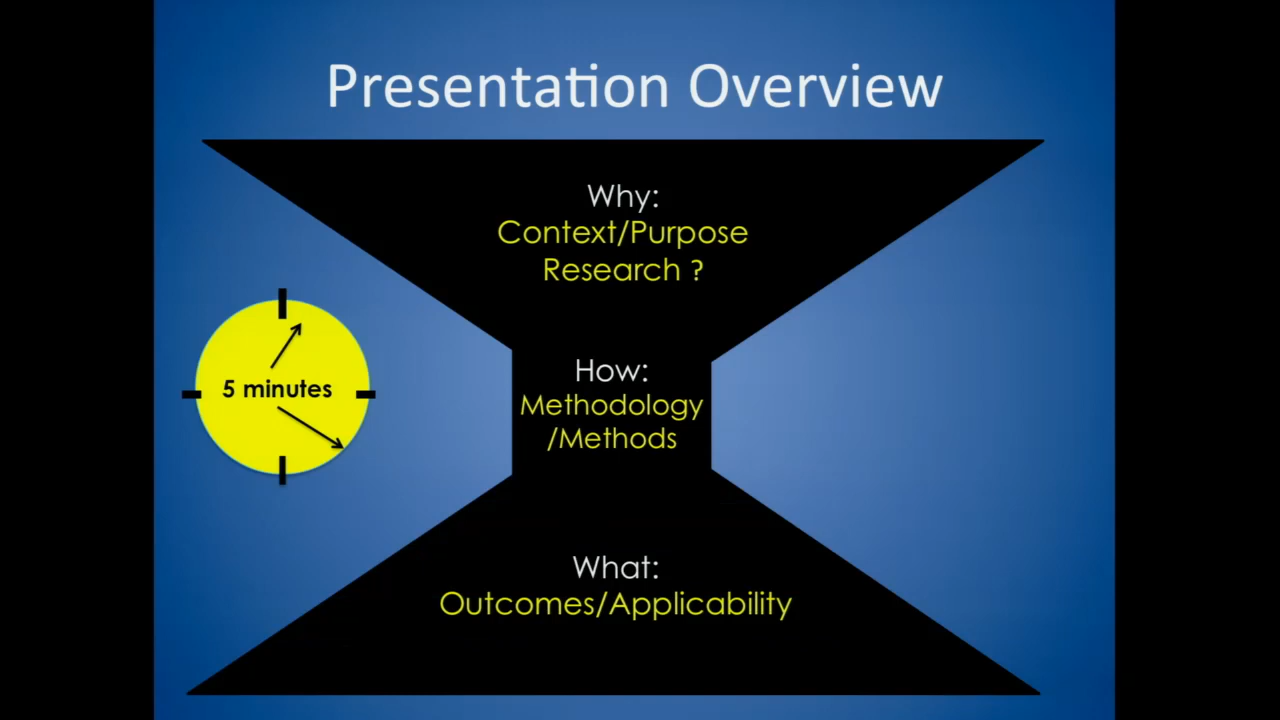 Presentation Overview
Why:
Context/Purpose
Research ?
5 minutes
How:
Methodology
/Methods
What:
Outcomes/Applicability